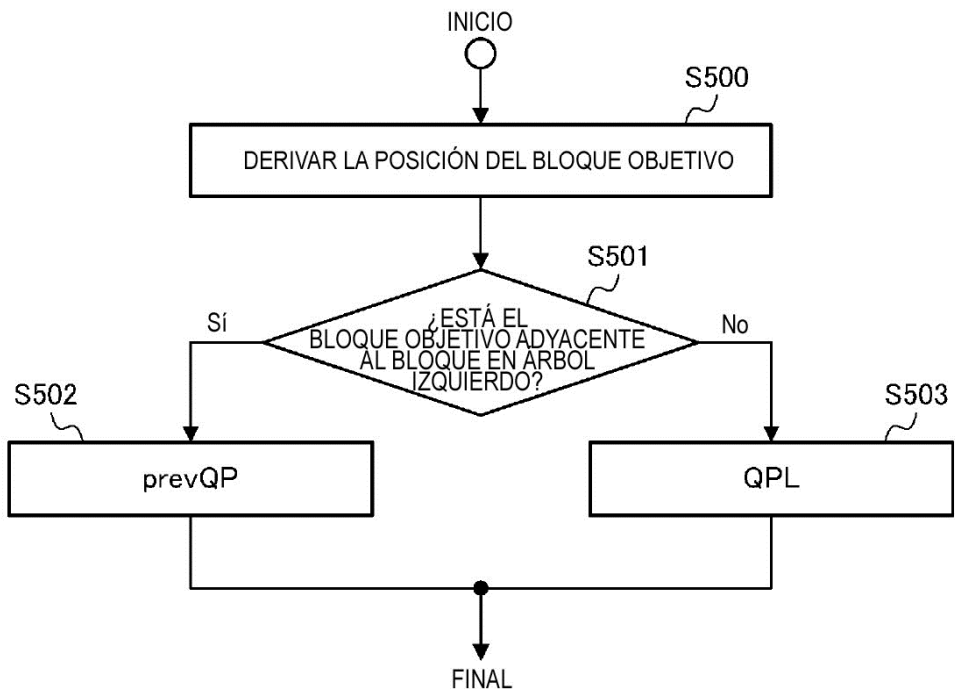 INICIO
S500
DERIVAR LA POSICIÓN DEL BLOQUE OBJETIVO
S501
Sí
¿ESTÁ EL
BLOQUE OBJETIVO ADYACENTE
AL BLOQUE EN ÁRBOL
IZQUIERDO?
No
S502
S503
prevQP
QPL
FINAL